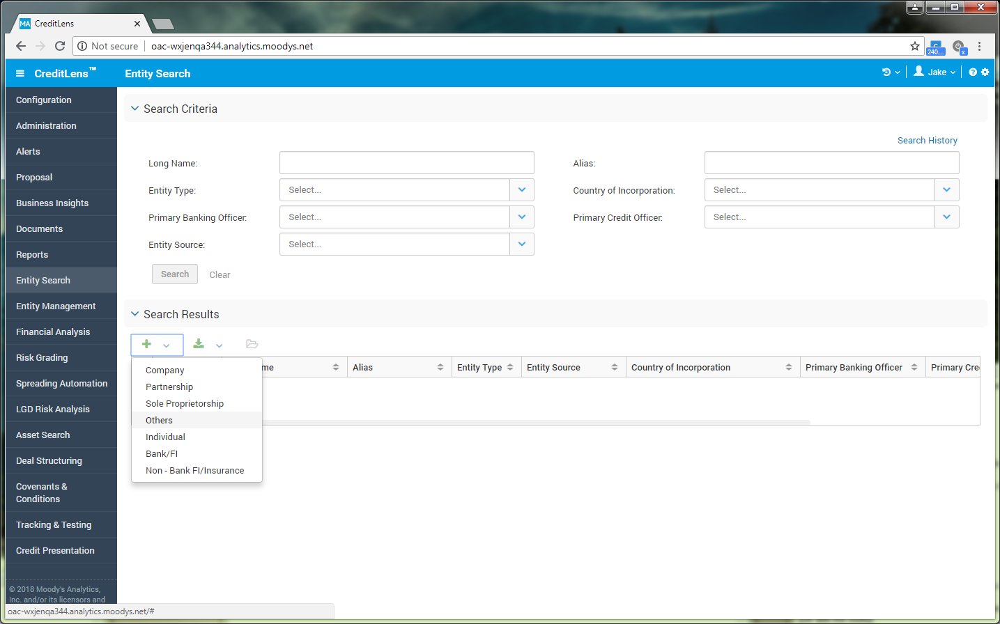 MA CreditLens
Not secure oac-wxjenqa344.analytics.moodys.net
C
240....
x
CreditLens™ Entity Search Jake
Configuration
Administration
Alerts
Proposal
Business Insights
Documents
Reports
Entity Search
Entity Management
Financial Analysis
Risk Grading
Spreading Automation
LGD Risk Analysis
Asset Search
Deal Structuring
Covenants &
Conditions
Tracking & Testing
Credit Presentation
© 2018 Moody's Analytics,
Inc. and/or its licensors and
oac-wxjenqa344.analytics.moodys.net/#
Search Criteria
Search History
Long Name: Alias:
Entity Type: Select... Country of Incorporation: Select...
Primary Banking Officer: Select... Primary Credit Officer: Select...
Entity Source: Select...
Search Clear
Search Results
me Alias Entity Type Entity Source Country of Incorporation Primary Banking Officer Primary Cre
Company
Partnership
Sole Proprietorship
Others
Individual
Bank/FI
Non - Bank FI/Insurance